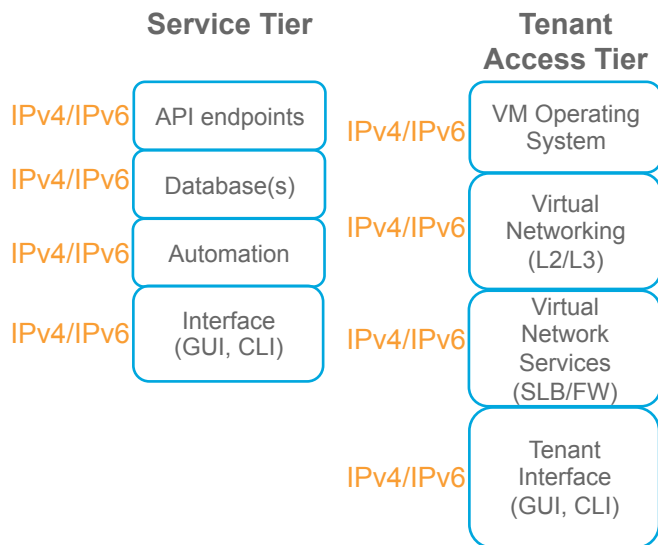 Service Tier
IPv4/IPv6
API endpoints
IPv4/IPv6
Database(s)
IPv4/IPv6
Automation
IPv4/IPv6
Interface
(GUI, CLI)
Tenant
Access Tier
IPv4/IPv6
VM Operating
System
IPv4/IPv6
Virtual
Networking
(L2/L3)
IPv4/IPv6
Virtual
Network
Services
(SLB/FW)
IPv4/IPv6
Tenant
Interface
(GUI, CLI)